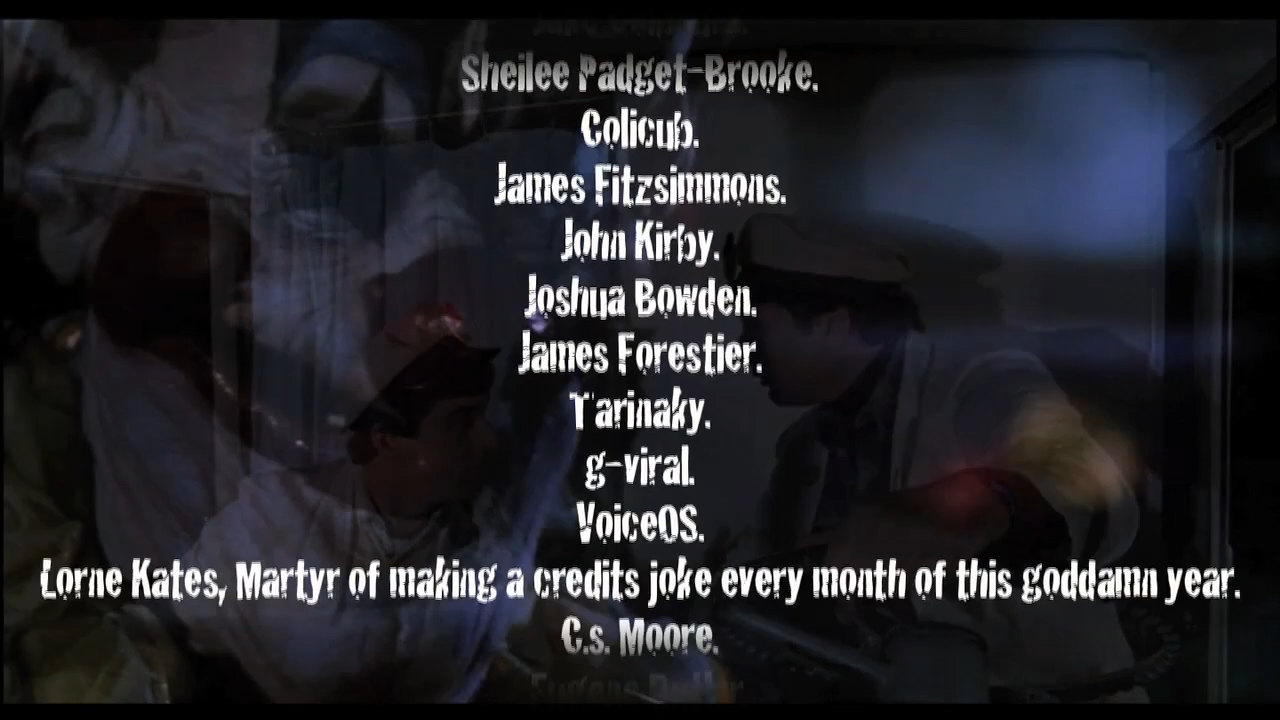 Sheilee Padget-Brooke.
Colicub.
James Fitzsimmons.
John Kirby.
Joshua Bowden.
James Forestier.
Tarinaky.
g-viral.
VoiceOS.
Lorne Kates, Martyr of making a credits joke every month of this goddamn year.
C.s. Moore.